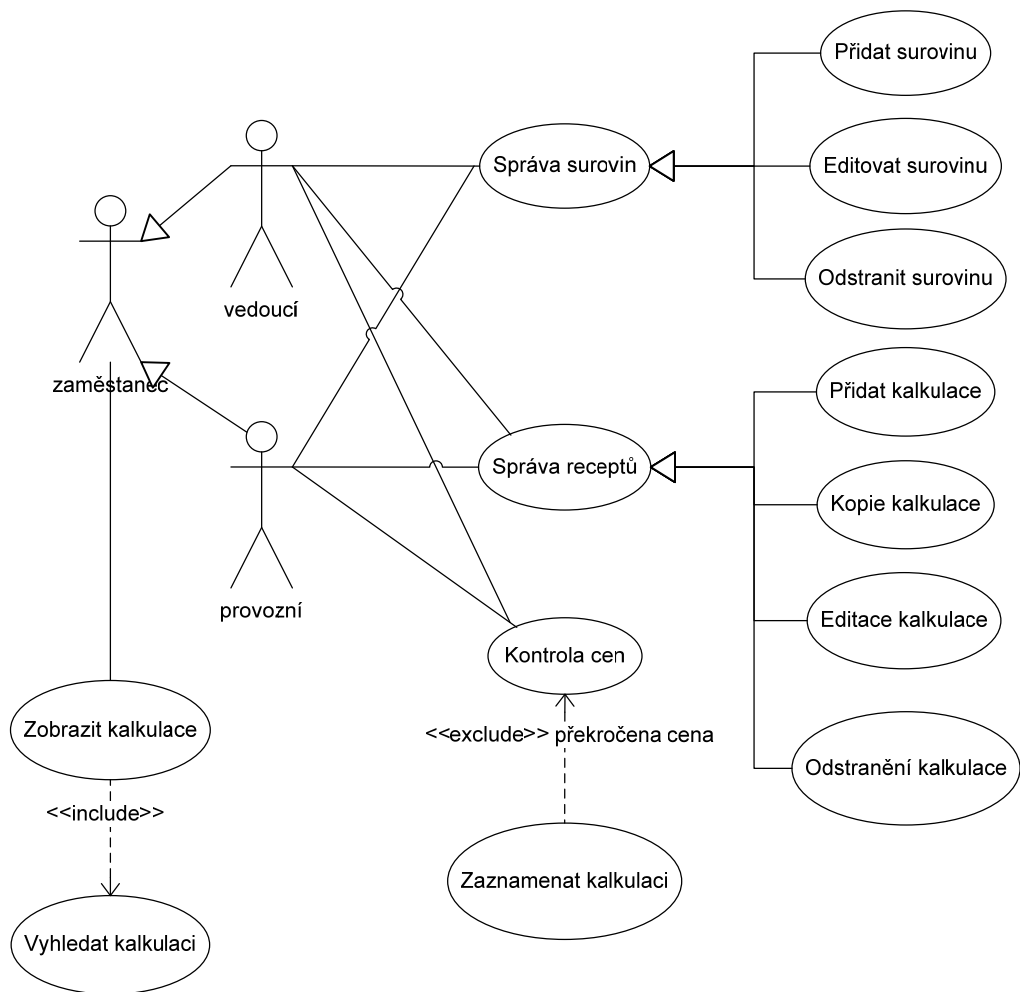 Přidat surovinu
Správa surovin
Editovat surovinu
Odstranit surovinu
vedoucí
zaměstanec
Přidat kalkulace
Správa receptů
Kopie kalkulace
provozní
Editace kalkulace
Kontrola cen
Zobrazit kalkulace
<<exclude>> překročena cena
Odstranění kalkulace
<<include>>
Zaznamenat kalkulaci
Vyhledat kalkulaci